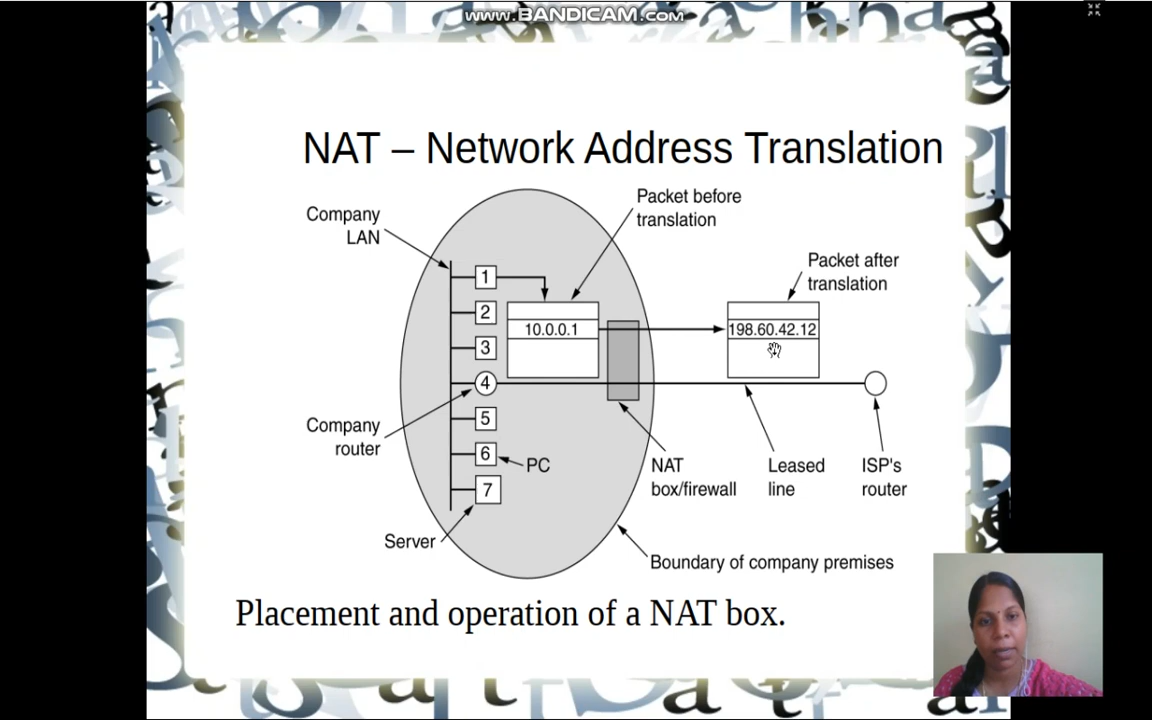 www.BANDICAM.com
NAT – Network Address Translation
Packet before
translation
Company
LAN
Packet after
translation
1
2
10.0.0.1
198.60.42.12
3
4
5
Company
router
6
PC
NAT
box/firewall
Leased
line
ISP's
router
7
Server
Boundary of company premises
Placement and operation of a NAT box.